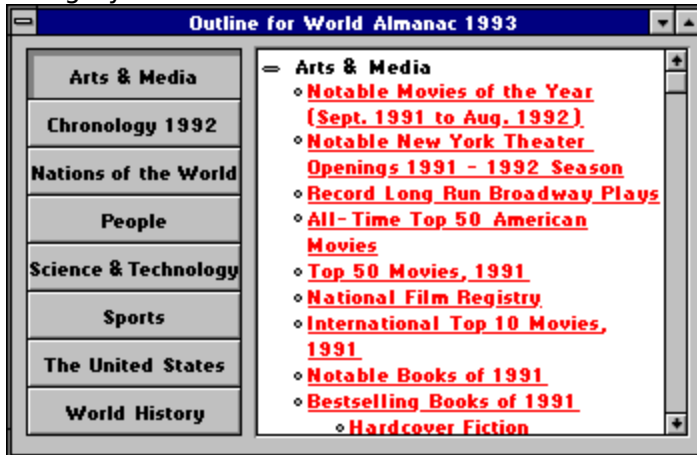 Outline for World Almanac 1993
Arts & Media
Chronology 1992
Nations of the World
People
Science & Technology
Sports
The United States
World History
Arts & Media
Notable Movies of the Year
(Sept. 1991 to Aug. 1992)
Notable New York Theater
Openings 1991 - 1992 Season
Record Long Run Broadway Plays
All-Time Top 50 American
Movies
Top 50 Movies, 1991
National Film Registry
International Top 10 Movies,
1991
Notable Books of 1991
Bestselling Books of 1991
Hardcover Fiction